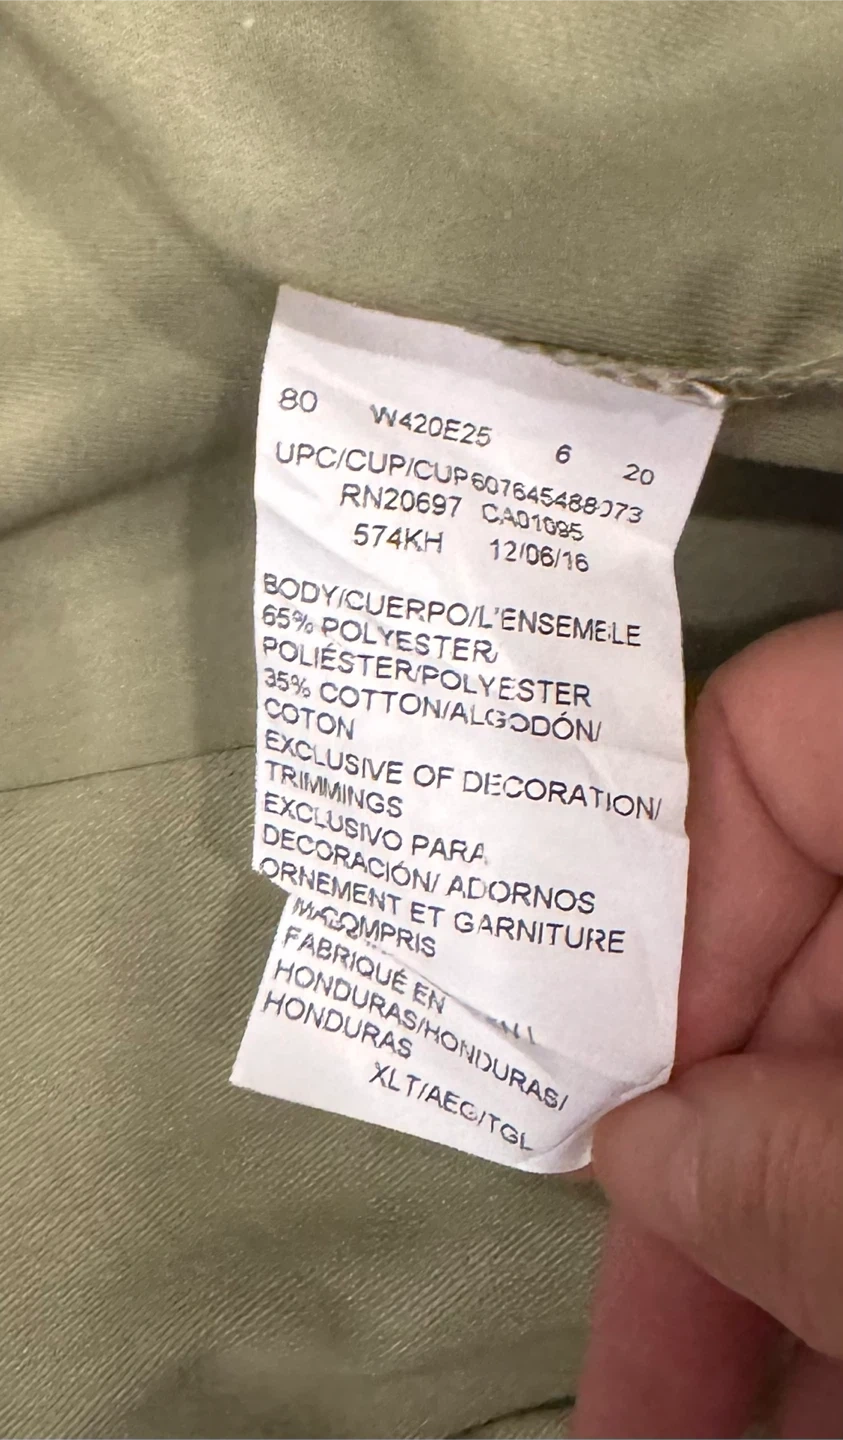 80 W420E25 6 20
UPC/CUP/CUP607645488073
RN20697 CA01095
574KH 12/06/16
BODY/CUERPO/L'ENSEMBLE
65% POLYESTER/
POLIÉSTER/POLYESTER
35% COTTON/ALGODÓN/
COTON
EXCLUSIVE OF DECORATION/
TRIMMINGS
EXCLUSIVO PARA
DECORACIÓN/ ADORNOS
ORNEMENT ET GARNITURE
COMPRIS
FABRIQUÉ EN
HONDURAS/HONDURAS/
HONDURAS
XLT/AEG/TGL